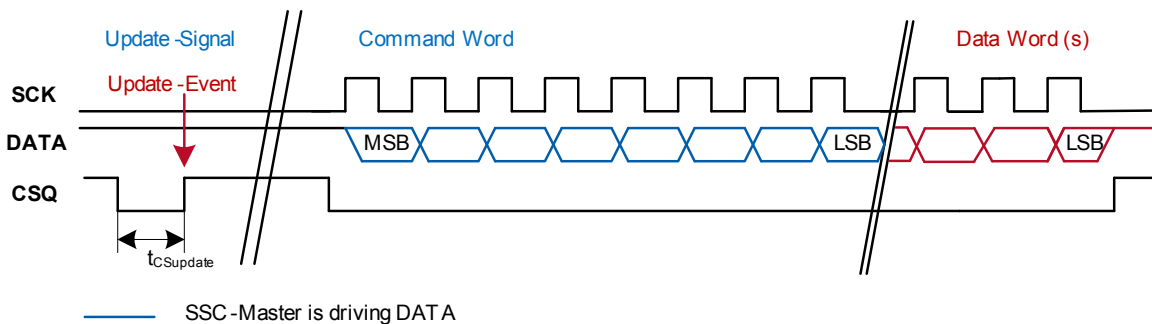 Update -Signal
Command Word
Data Word (s)
Update -Event
SCK
DATA
MSB
LSB
LSB
CSQ
tCSupdate
SSC -Master is driving DATA